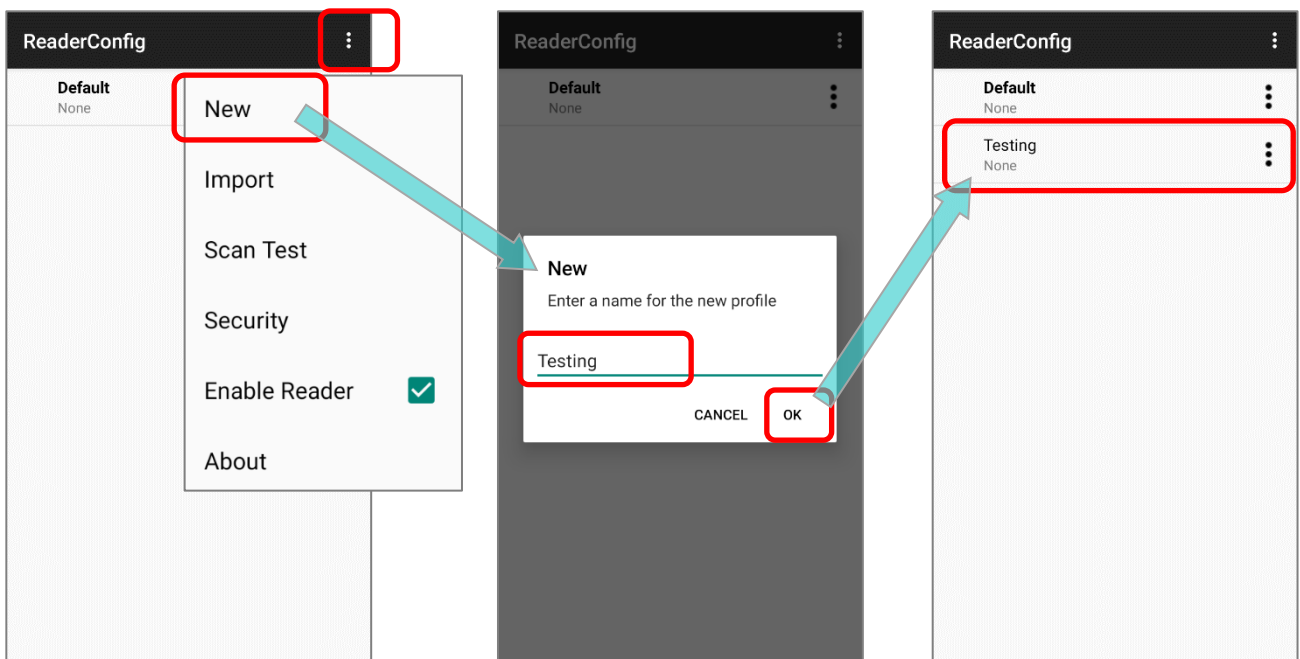 ReaderConfig
Default
None
New
Import
Scan Test
Security
Enable Reader
About
ReaderConfig
Default
None
New
Enter a name for the new profile
Testing
CANCEL OK
ReaderConfig
Default
None
Testing
None